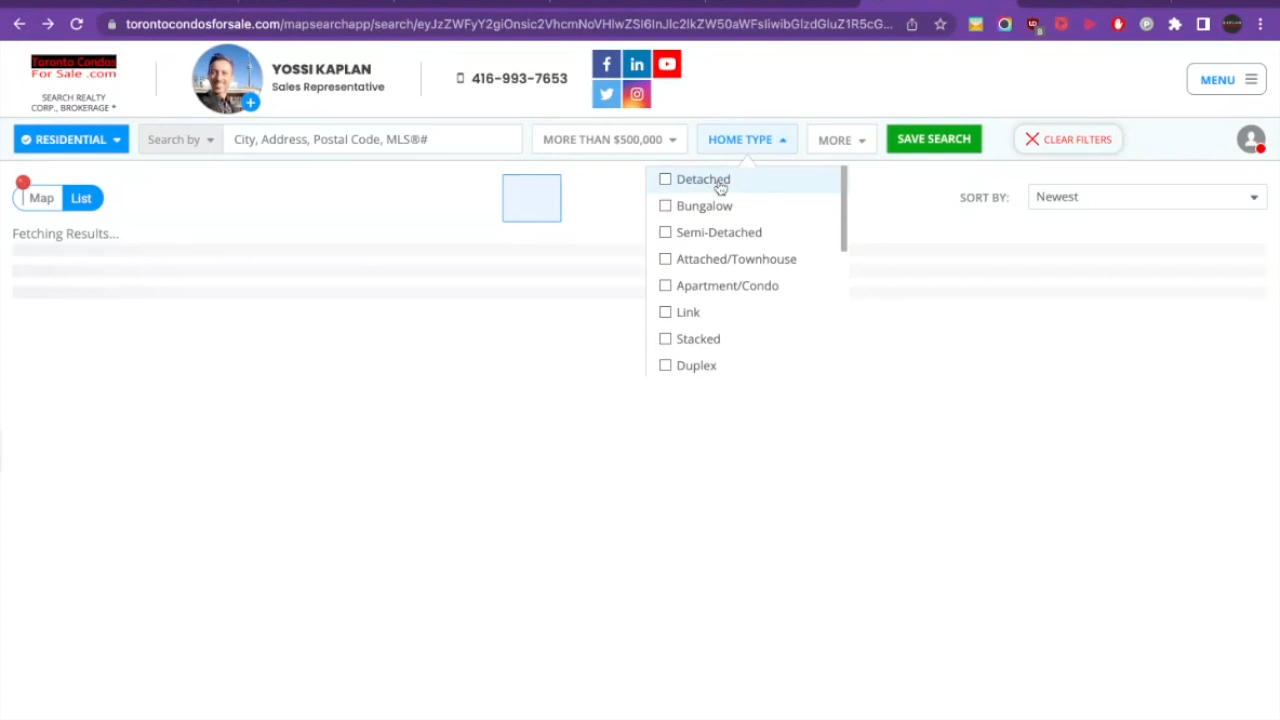 torontocondosforsale.com/mapsearchapp/search/eyJzZWFyY2giOnsic2VhcmNoVHlwZSI6InJlc2lkZW50aWFsIiwibGlzdGluZ1R5cG...
Toronto Condos
For Sale .com
SEARCH REALTY
CORP., BROKERAGE *
YOSSI KAPLAN
Sales Representative
416-993-7653
MENU
RESIDENTIAL
Search by
City, Address, Postal Code, MLS®#
MORE THAN $500,000
HOME TYPE
MORE
SAVE SEARCH
CLEAR FILTERS
Map
List
SORT BY:
Newest
Fetching Results...
Detached
Bungalow
Semi-Detached
Attached/Townhouse
Apartment/Condo
Link
Stacked
Duplex